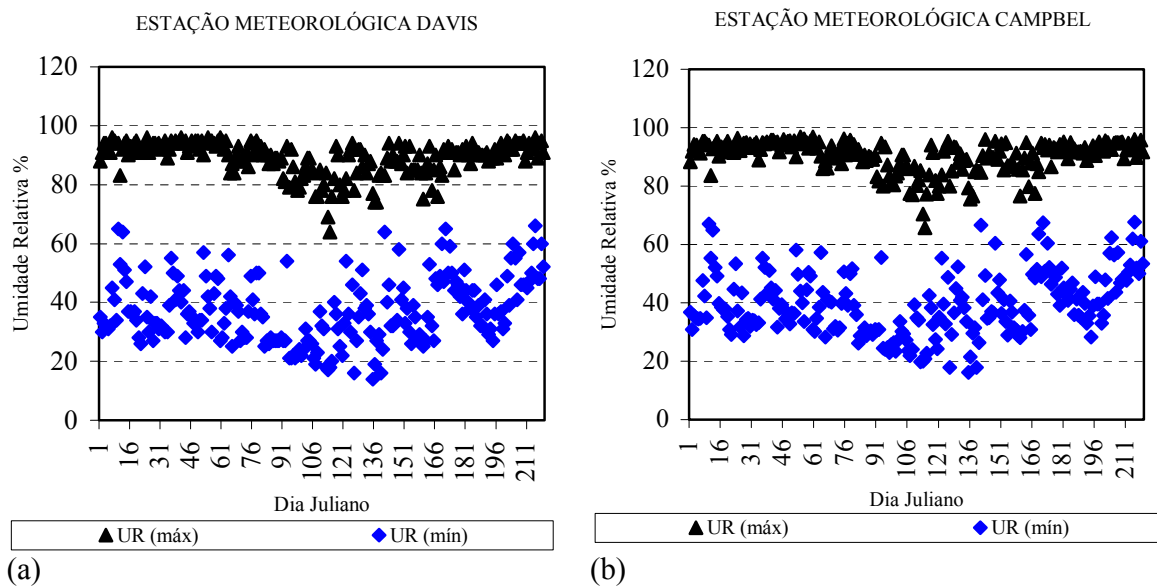 ESTAÇÃO METEOROLÓGICA DAVIS
120
100
80
60
40
20
0
Umidade Relativa %
1 16 31 46 61 76 91 106 121 136 151 166 181 196 211
Dia Juliano
UR (máx) UR (mín)
(a)
ESTAÇÃO METEOROLÓGICA CAMPBEL
120
100
80
60
40
20
0
Umidade Relativa %
1 16 31 46 61 76 91 106 121 136 151 166 181 196 211
Dia Juliano
UR (máx) UR (mín)
(b)